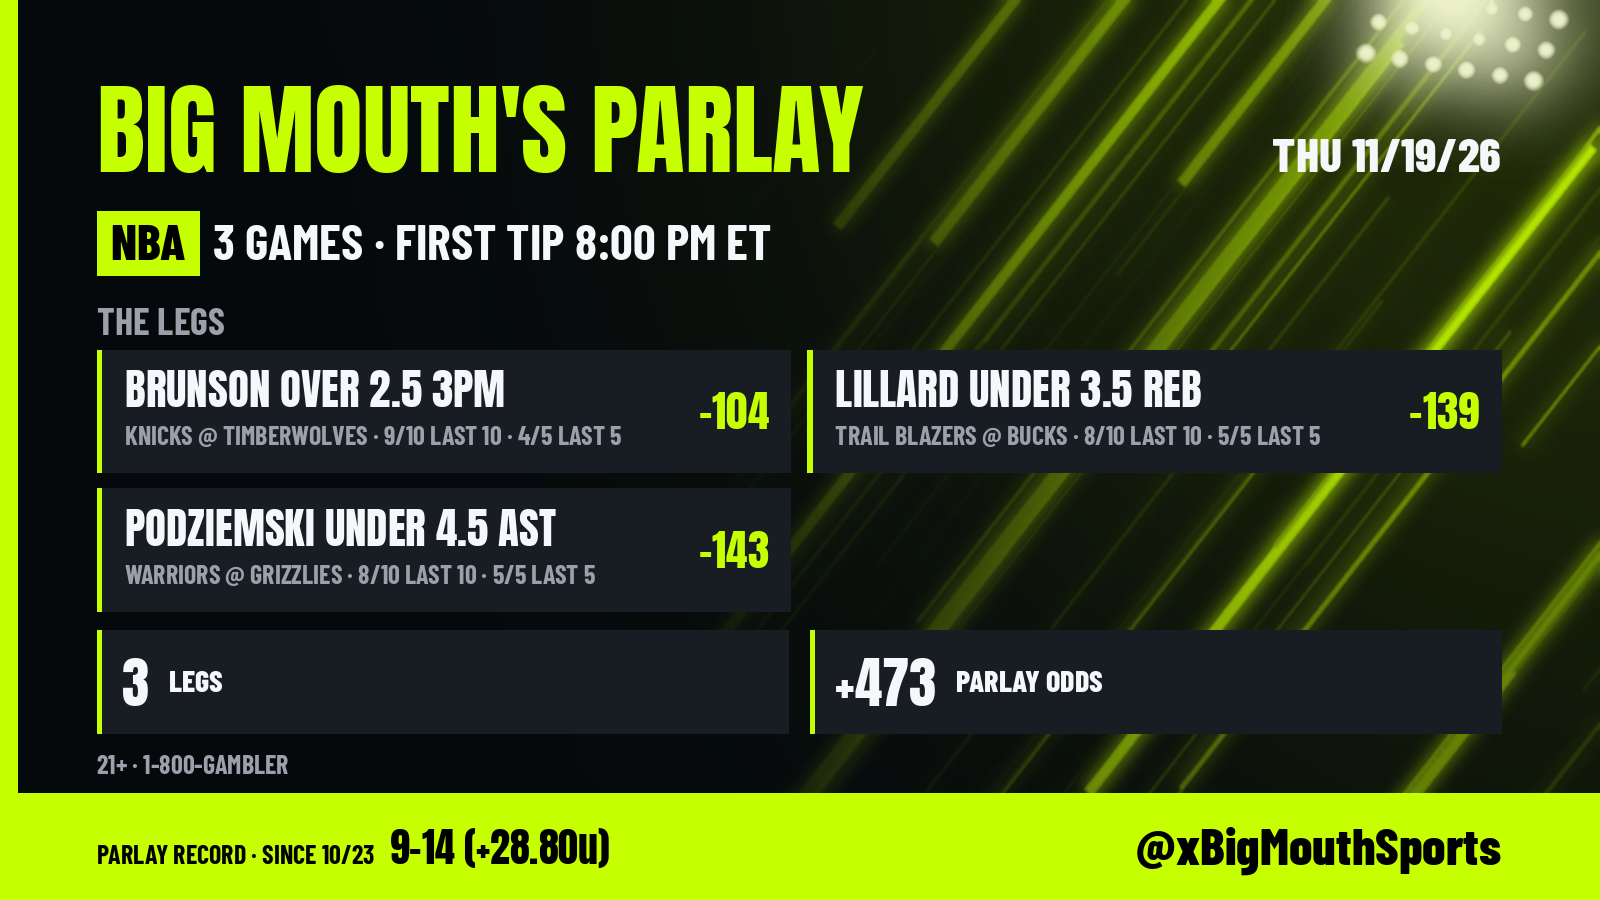 BIG MOUTH'S PARLAY
THU 11/19/26
NBA 3 GAMES · FIRST TIP 8:00 PM ET
THE LEGS
BRUNSON OVER 2.5 3PM
KNICKS @ TIMBERWOLVES · 9/10 LAST 10 · 4/5 LAST 5
-104
LILLARD UNDER 3.5 REB
TRAIL BLAZERS @ BUCKS · 8/10 LAST 10 · 5/5 LAST 5
-139
PODZIEMSKI UNDER 4.5 AST
WARRIORS @ GRIZZLIES · 8/10 LAST 10 · 5/5 LAST 5
-143
3 LEGS
+473 PARLAY ODDS
21+ · 1-800-GAMBLER
PARLAY RECORD · SINCE 10/23 9-14 (+28.80u)
@xBigMouthSports